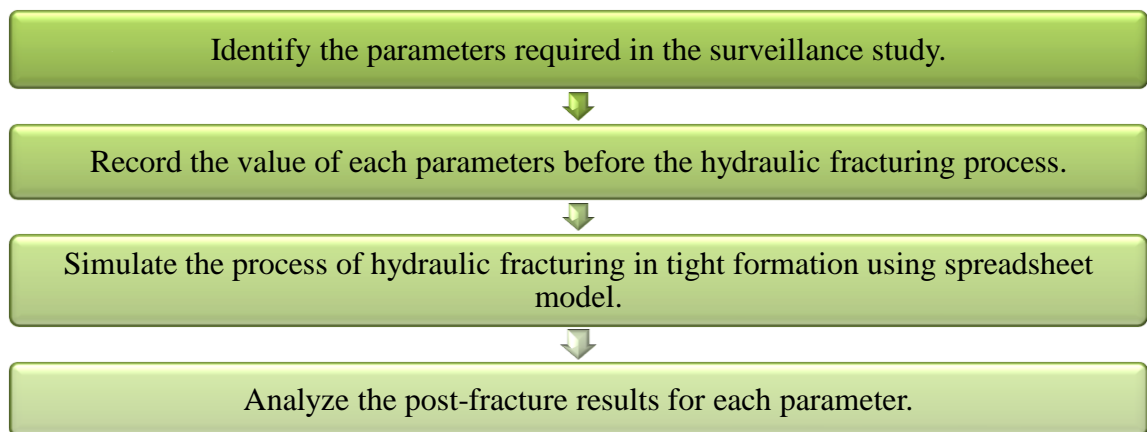 Identify the parameters required in the surveillance study.
Record the value of each parameters before the hydraulic fracturing process.
Simulate the process of hydraulic fracturing in tight formation using spreadsheet
model.
Analyze the post-fracture results for each parameter.